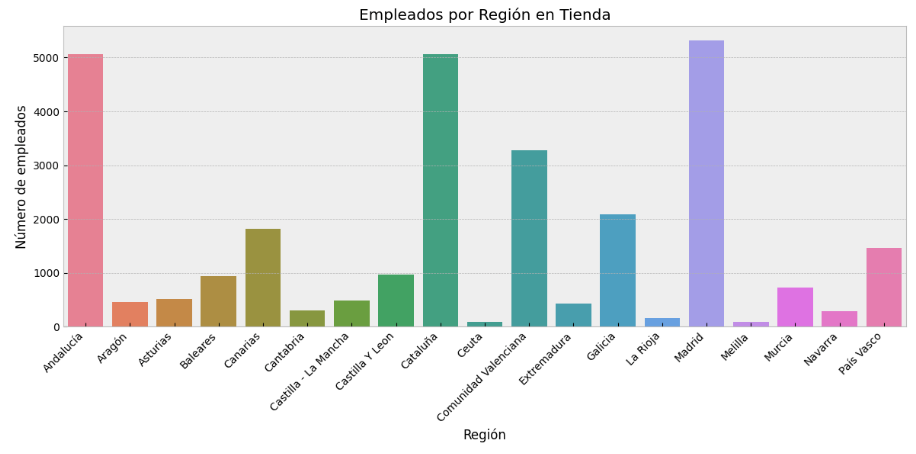 Empleados por Región en Tienda
Número de empleados
5000
4000
3000
2000
1000
0
Andalucía
Aragón
Asturias
Baleares
Canarias
Cantabria
Castilla - La Mancha
Castilla Y Leon
Cataluña
Ceuta
Comunidad Valenciana
Extremadura
Galicia
La Rioja
Madrid
Melilla
Murcia
Navarra
País Vasco
Región